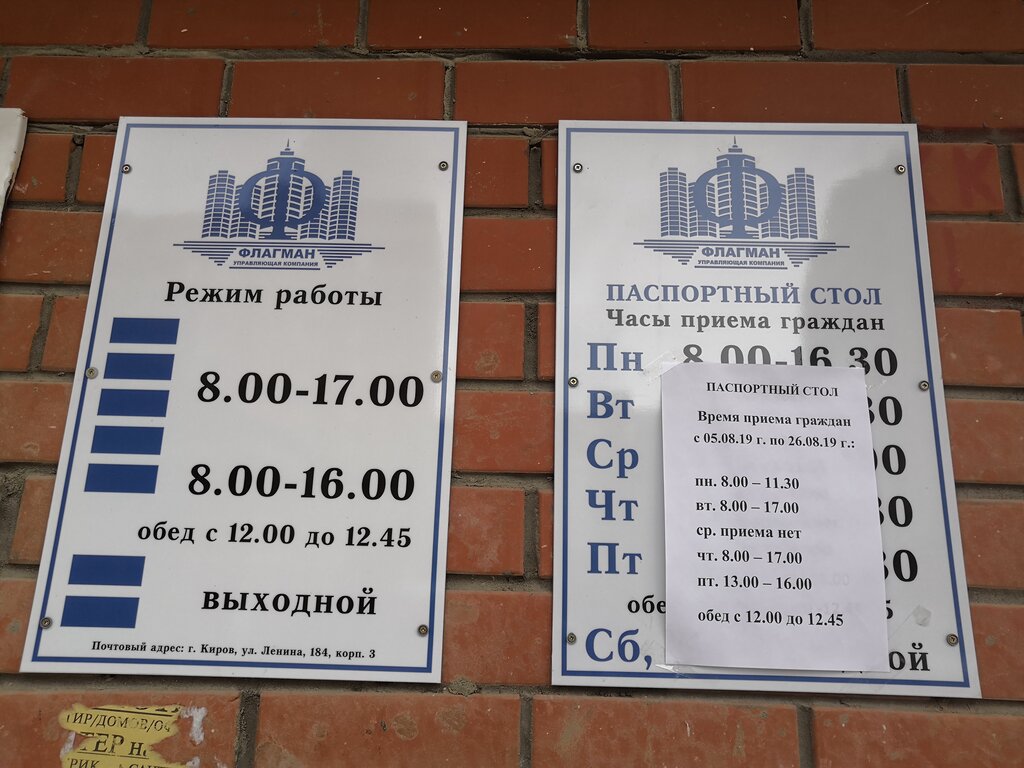 Ф
ФЛАГМАН
УПРАВЛЯЮЩАЯ КОМПАНИЯ
Режим работы
8.00-17.00
8.00-16.00
обед с 12.00 до 12.45
выходной
Почтовый адрес: г. Киров, ул. Ленина, 184, корп. 3
Ф
ФЛАГМАН
УПРАВЛЯЮЩАЯ КОМПАНИЯ
ПАСПОРТНЫЙ СТОЛ
Часы приема граждан
Пн 8.00-16.30
Вт
Ср
Чт
Пт
Сб,
ПАСПОРТНЫЙ СТОЛ
Время приема граждан
с 05.08.19 г. по 26.08.19 г.:
пн. 8.00 – 11.30
вт. 8.00 – 17.00
ср. приема нет
чт. 8.00 – 17.00
пт. 13.00 – 16.00
обед с 12.00 до 12.45